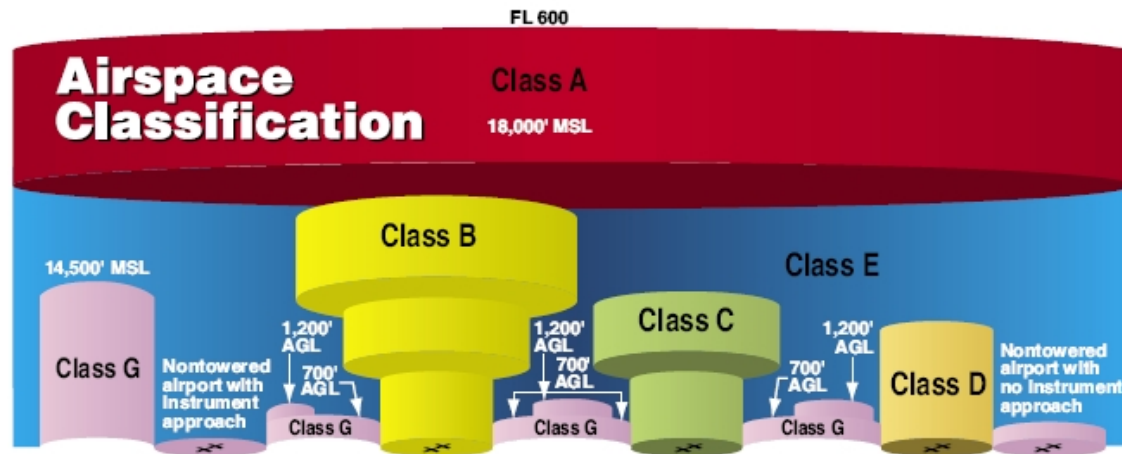 FL 600
Airspace
Classification
Class A
18,000' MSL
Class B
Class E
14,500' MSL
Class C
1,200'
AGL
1,200'
AGL
1,200'
AGL
Class G
Nontowered
airport with
instrument
approach
700'
AGL
700'
AGL
700'
AGL
Class D
Nontowered
airport with
no instrument
approach
Class G
Class G
Class G